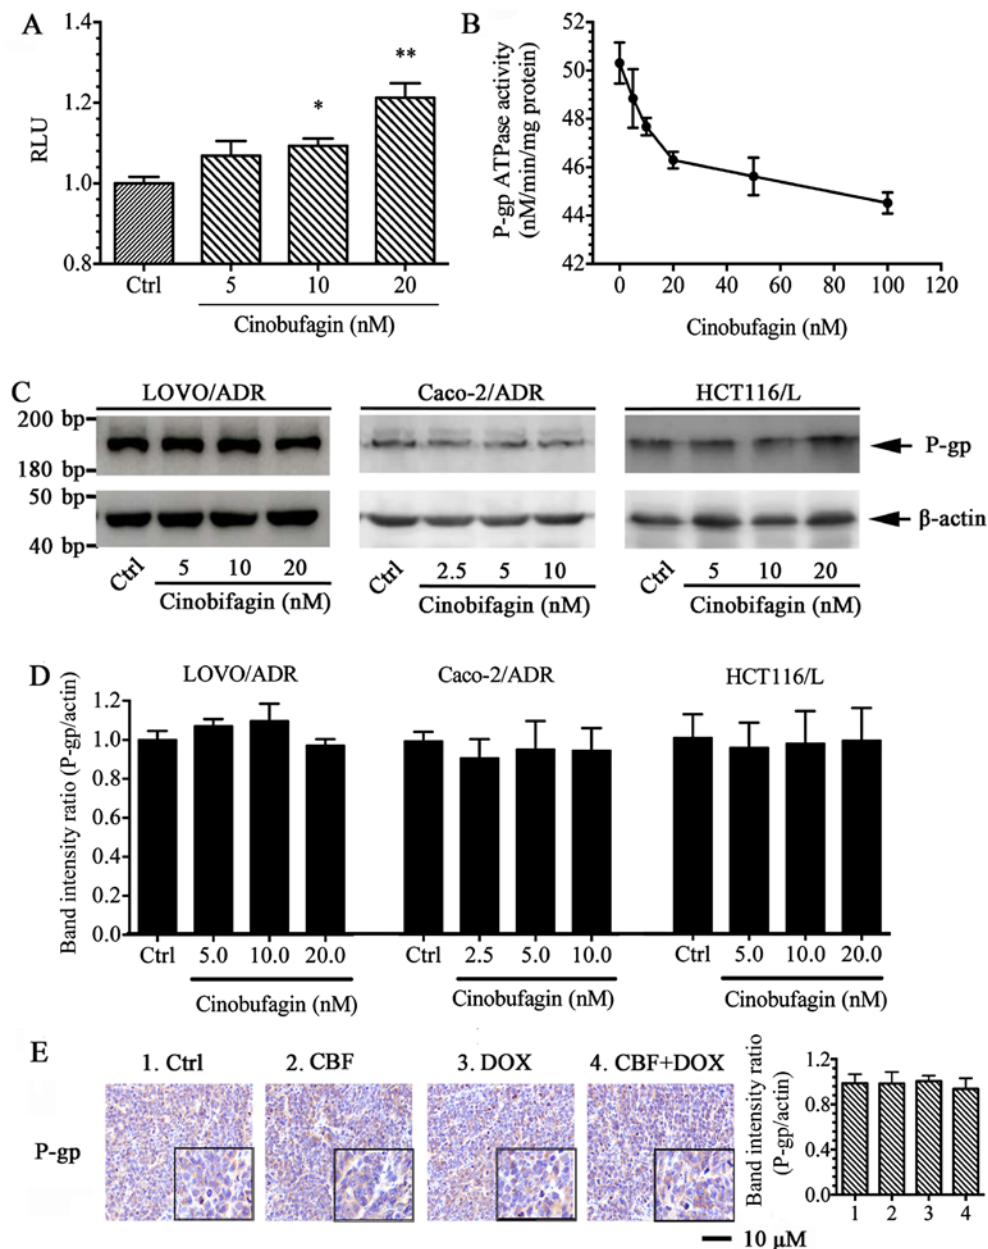 A
1.4
1.2
1.0
0.8
RLU
*
**
Ctrl
5
10
20
Cinobufagin (nM)
B
52
50
48
46
44
42
P-gp ATPase activity
(nM/min/mg protein)
0 20 40 60 80 100 120
Cinobufagin (nM)
C
LOVO/ADR
Caco-2/ADR
HCT116/L
200 bp
180 bp
50 bp
40 bp
P-gp
β-actin
Ctrl 5 10 20
Cinobifagin (nM)
Ctrl 2.5 5 10
Cinobifagin (nM)
Ctrl 5 10 20
Cinobifagin (nM)
D
LOVO/ADR
Caco-2/ADR
HCT116/L
Band intensity ratio (P-gp/actin)
1.2
1.0
0.8
0.6
0.4
0.2
0.0
Ctrl 5.0 10.0 20.0
Cinobufagin (nM)
Ctrl 2.5 5.0 10.0
Cinobufagin (nM)
Ctrl 5.0 10.0 20.0
Cinobufagin (nM)
E
1. Ctrl
2. CBF
3. DOX
4. CBF+DOX
P-gp
10 μM
Band intensity ratio
(P-gp/actin)
1.2
0.8
0.4
0.0
1 2 3 4